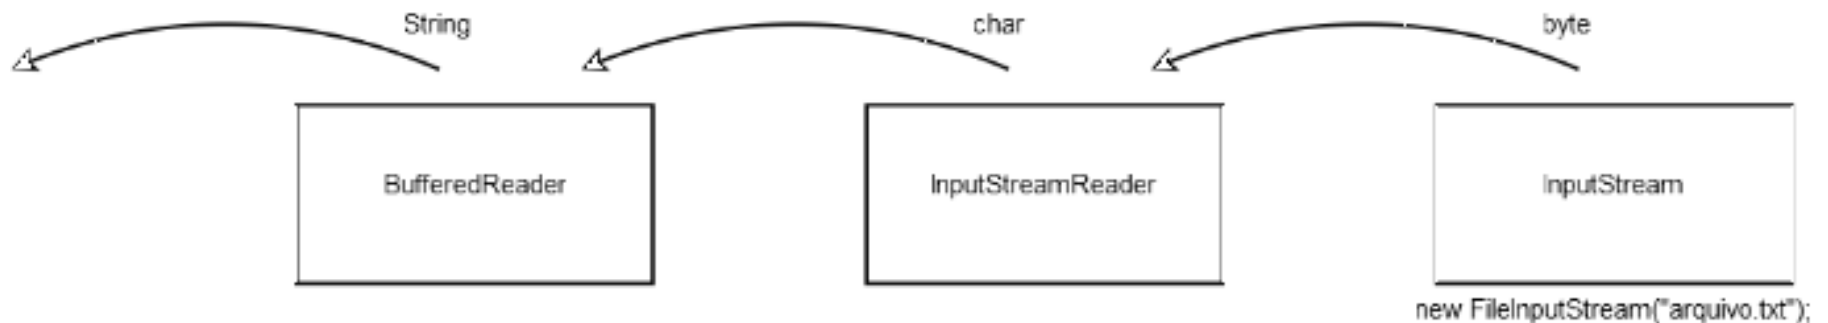 String
char
byte
BufferedReader
InputStreamReader
InputStream
new FileInputStream("arquivo.txt");